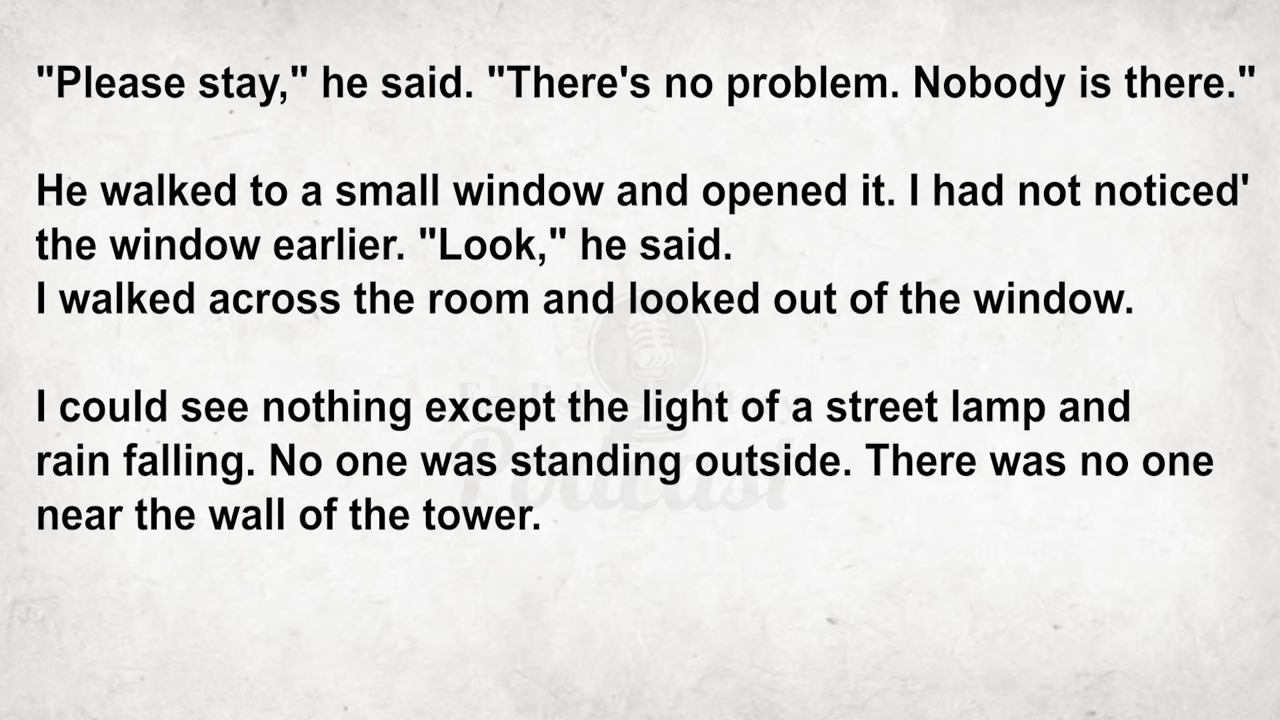 "Please stay," he said. "There's no problem. Nobody is there."
He walked to a small window and opened it. I had not noticed'
the window earlier. "Look," he said.
I walked across the room and looked out of the window.
I could see nothing except the light of a street lamp and
rain falling. No one was standing outside. There was no one
near the wall of the tower.
Podcast